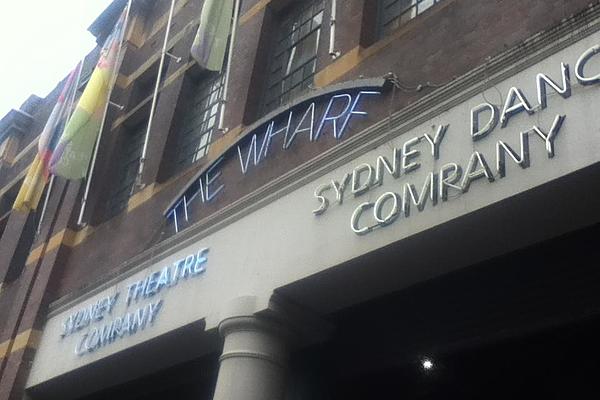 THE WHARF
SYDNEY THEATRE
COMPANY
SYDNEY DANC
COMPANY